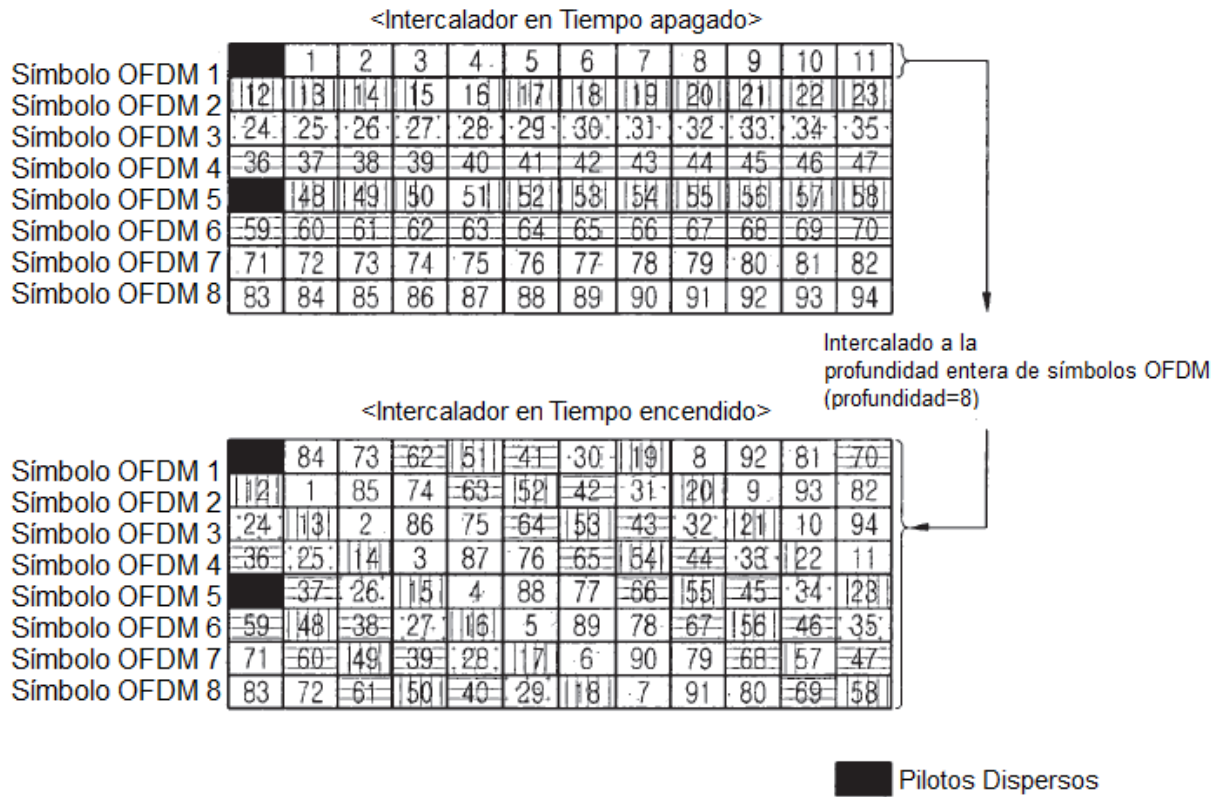 <Intercalador en Tiempo apagado>
Símbolo OFDM 1 1 2 3 4 5 6 7 8 9 10 11
Símbolo OFDM 2 12 13 14 15 16 17 18 19 20 21 22 23
Símbolo OFDM 3 24 25 26 27 28 29 30 31 32 33 34 35
Símbolo OFDM 4 36 37 38 39 40 41 42 43 44 45 46 47
Símbolo OFDM 5 48 49 50 51 52 53 54 55 56 57 58
Símbolo OFDM 6 59 60 61 62 63 64 65 66 67 68 69 70
Símbolo OFDM 7 71 72 73 74 75 76 77 78 79 80 81 82
Símbolo OFDM 8 83 84 85 86 87 88 89 90 91 92 93 94
Intercalado a la
profundidad entera de símbolos OFDM
(profundidad=8)
<Intercalador en Tiempo encendido>
Símbolo OFDM 1 84 73 62 51 41 30 19 8 92 81 70
Símbolo OFDM 2 12 1 85 74 63 52 42 31 20 9 93 82
Símbolo OFDM 3 24 13 2 86 75 64 53 43 32 21 10 94
Símbolo OFDM 4 36 25 14 3 87 76 65 54 44 33 22 11
Símbolo OFDM 5 37 26 15 4 88 77 66 55 45 34 23
Símbolo OFDM 6 59 48 38 27 16 5 89 78 67 56 46 35
Símbolo OFDM 7 71 60 49 39 28 17 6 90 79 68 57 47
Símbolo OFDM 8 83 72 61 50 40 29 18 7 91 80 69 58
Pilotos Dispersos